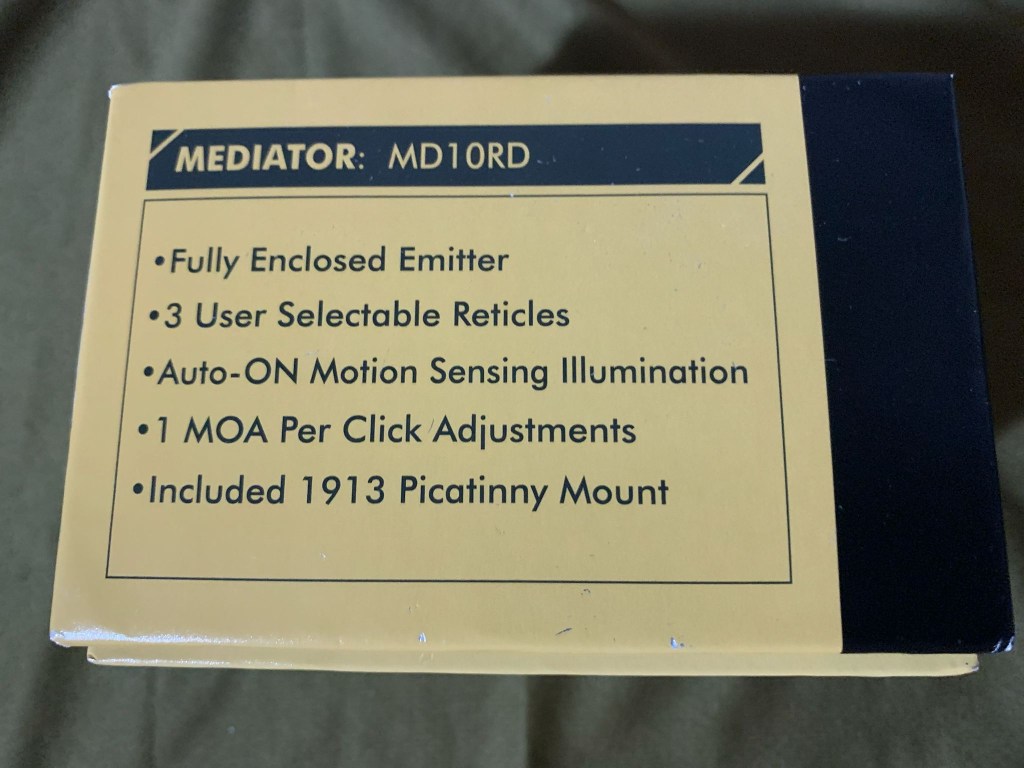 MEDIATOR: MD10RD
•Fully Enclosed Emitter
•3 User Selectable Reticles
•Auto-ON Motion Sensing Illumination
•1 MOA Per Click Adjustments
•Included 1913 Picatinny Mount